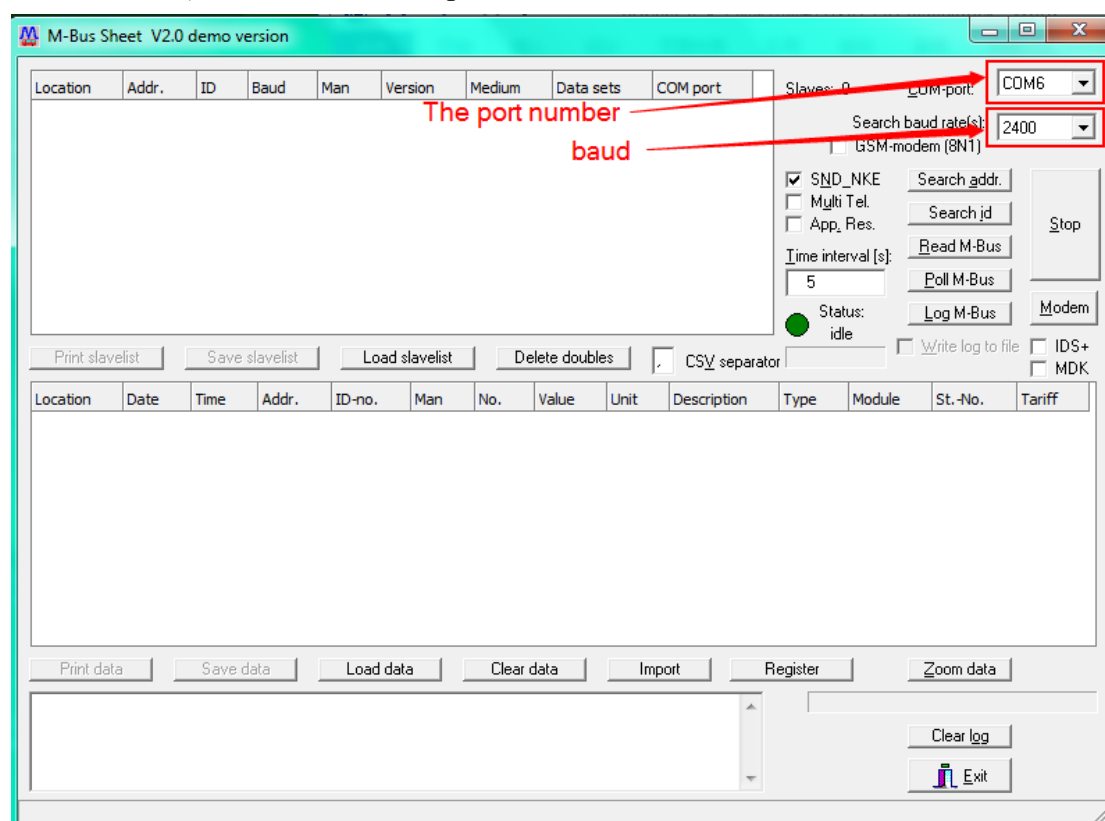 M-Bus Sheet V2.0 demo version
Location Addr. ID Baud Man Version Medium Data sets COM port
Slaves: 0 COM-port: COM6
The port number
Search baud rate(s): 2400
baud
GSM-modem (8N1)
SND_NKE Search addr.
Multi Tel.
App. Res. Search id Stop
Time interval [s]: Read M-Bus
5 Poll M-Bus
Status: Log M-Bus Modem
idle
Write log to file IDS+
MDK
Print slavelist Save slavelist Load slavelist Delete doubles , CSV separator
Location Date Time Addr. ID-no. Man No. Value Unit Description Type Module St.-No. Tariff
Print data Save data Load data Clear data Import Register Zoom data
Clear log
Exit